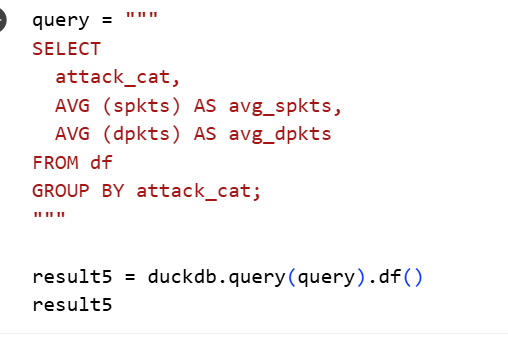 query = """
SELECT
  attack_cat,
  AVG (spkts) AS avg_spkts,
  AVG (dpkts) AS avg_dpkts
FROM df
GROUP BY attack_cat;
"""
result5 = duckdb.query(query).df()
result5